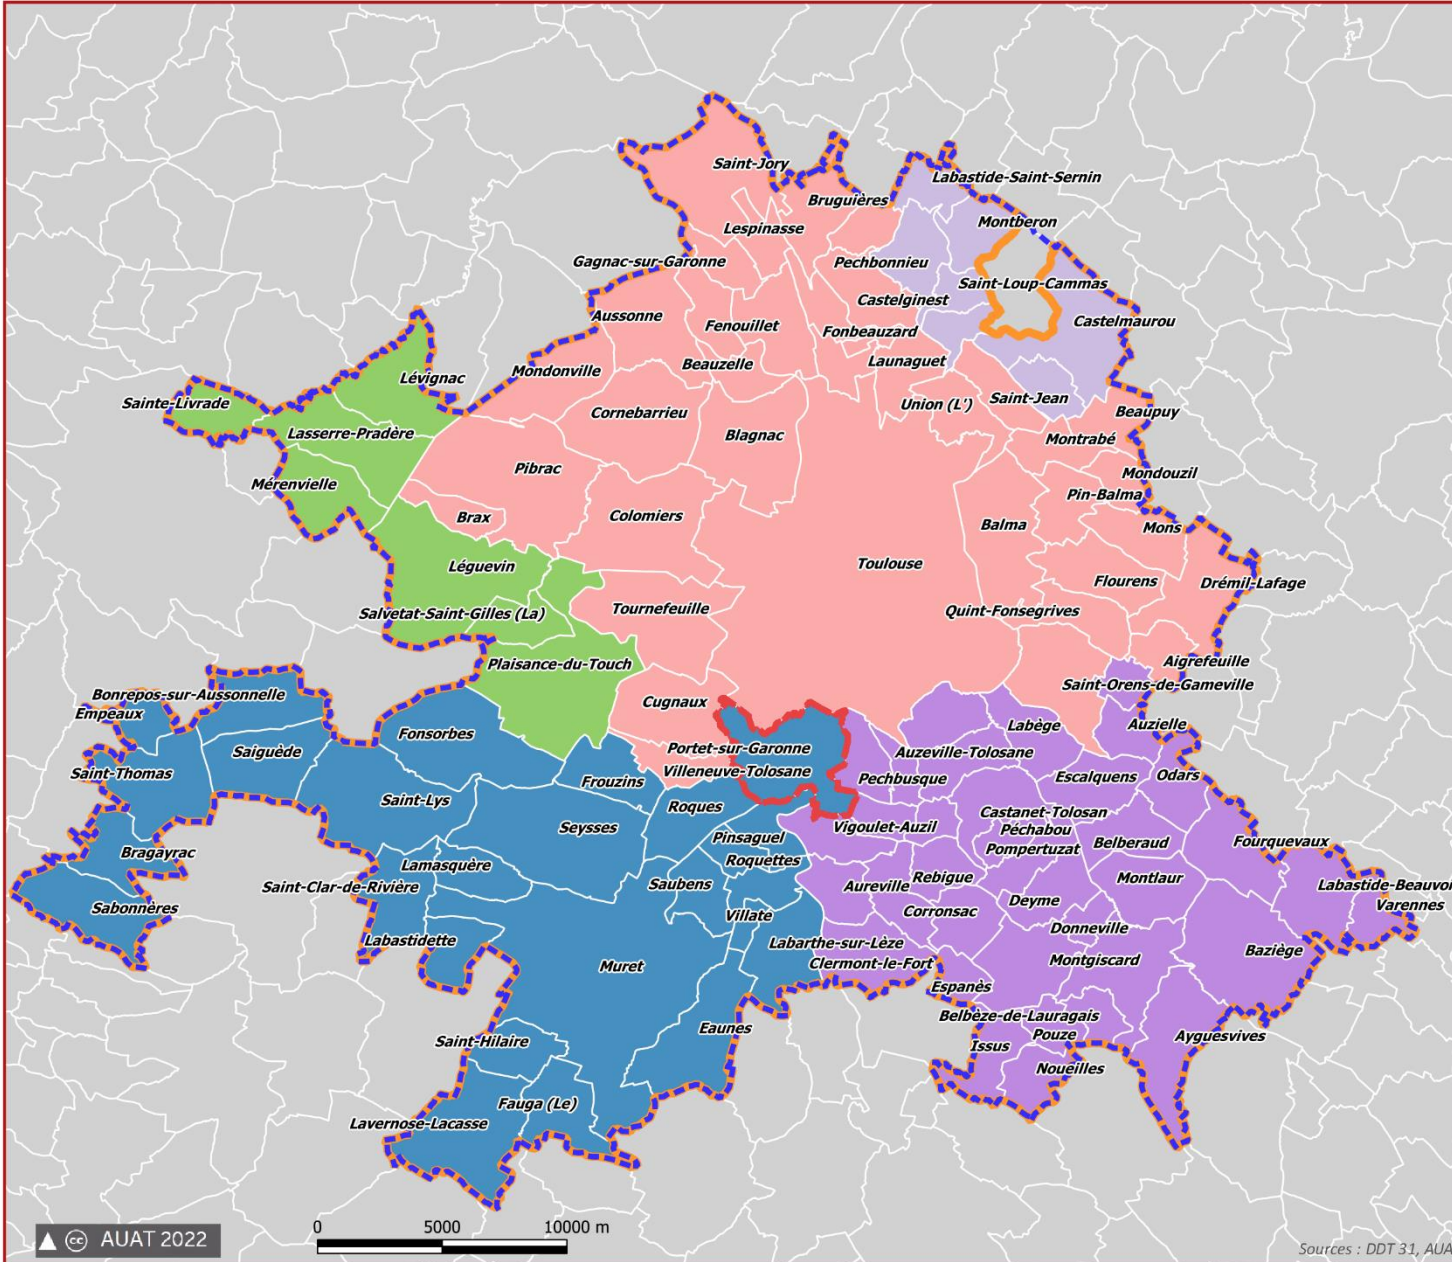 Saint-Jory
Labastide-Saint-Sernin
Bruguières
Montberon
Lespinasse
Gagnac-sur-Garonne
Pechbonnieu
Saint-Loup-Cammas
Castelginest
Aussonne
Fenouillet
Fonbeauzard
Castelmaurou
Beauzelle
Launaguet
Mondonville
Lévignac
Sainte-Livrade
Cornebarrieu
Union (L')
Saint-Jean
Beaupuy
Lasserre-Pradère
Blagnac
Montrabé
Pibrac
Mondouzil
Mérenvielle
Pin-Balma
Brax
Colomiers
Balma
Mons
Léguevin
Toulouse
Flourens
Drémil-Lafage
Salvetat-Saint-Gilles (La)
Tournefeuille
Quint-Fonsegrives
Plaisance-du-Touch
Aigrefeuille
Saint-Orens-de-Gameville
Bonrepos-sur-Aussonnelle
Cugnaux
Empeaux
Labège
Auzielle
Fonsorbes
Saiguède
Portet-sur-Garonne
Auzeville-Tolosane
Saint-Thomas
Villeneuve-Tolosane
Frouzins
Pechbusque
Escalquens
Odars
Saint-Lys
Roques
Castanet-Tolosan
Seysses
Vigoulet-Auzil
Péchabou
Pinsaguel
Pompertuzat
Belberaud
Fourquevaux
Bragayrac
Lamasquère
Roquettes
Saint-Clar-de-Rivière
Saubens
Aureville
Rebigue
Montlaur
Labastide-Beauvoi
Sabonnères
Deyme
Varennes
Villate
Corronsac
Donneville
Labastidette
Labarthe-sur-Lèze
Baziège
Muret
Clermont-le-Fort
Montgiscard
Espanès
Belbèze-de-Lauragais
Eaunes
Saint-Hilaire
Issus
Pouze
Ayguesvives
Noueilles
Fauga (Le)
Lavernose-Lacasse
0 5000 10000 m
cc AUAT 2022
Sources : DDT 31, AUA